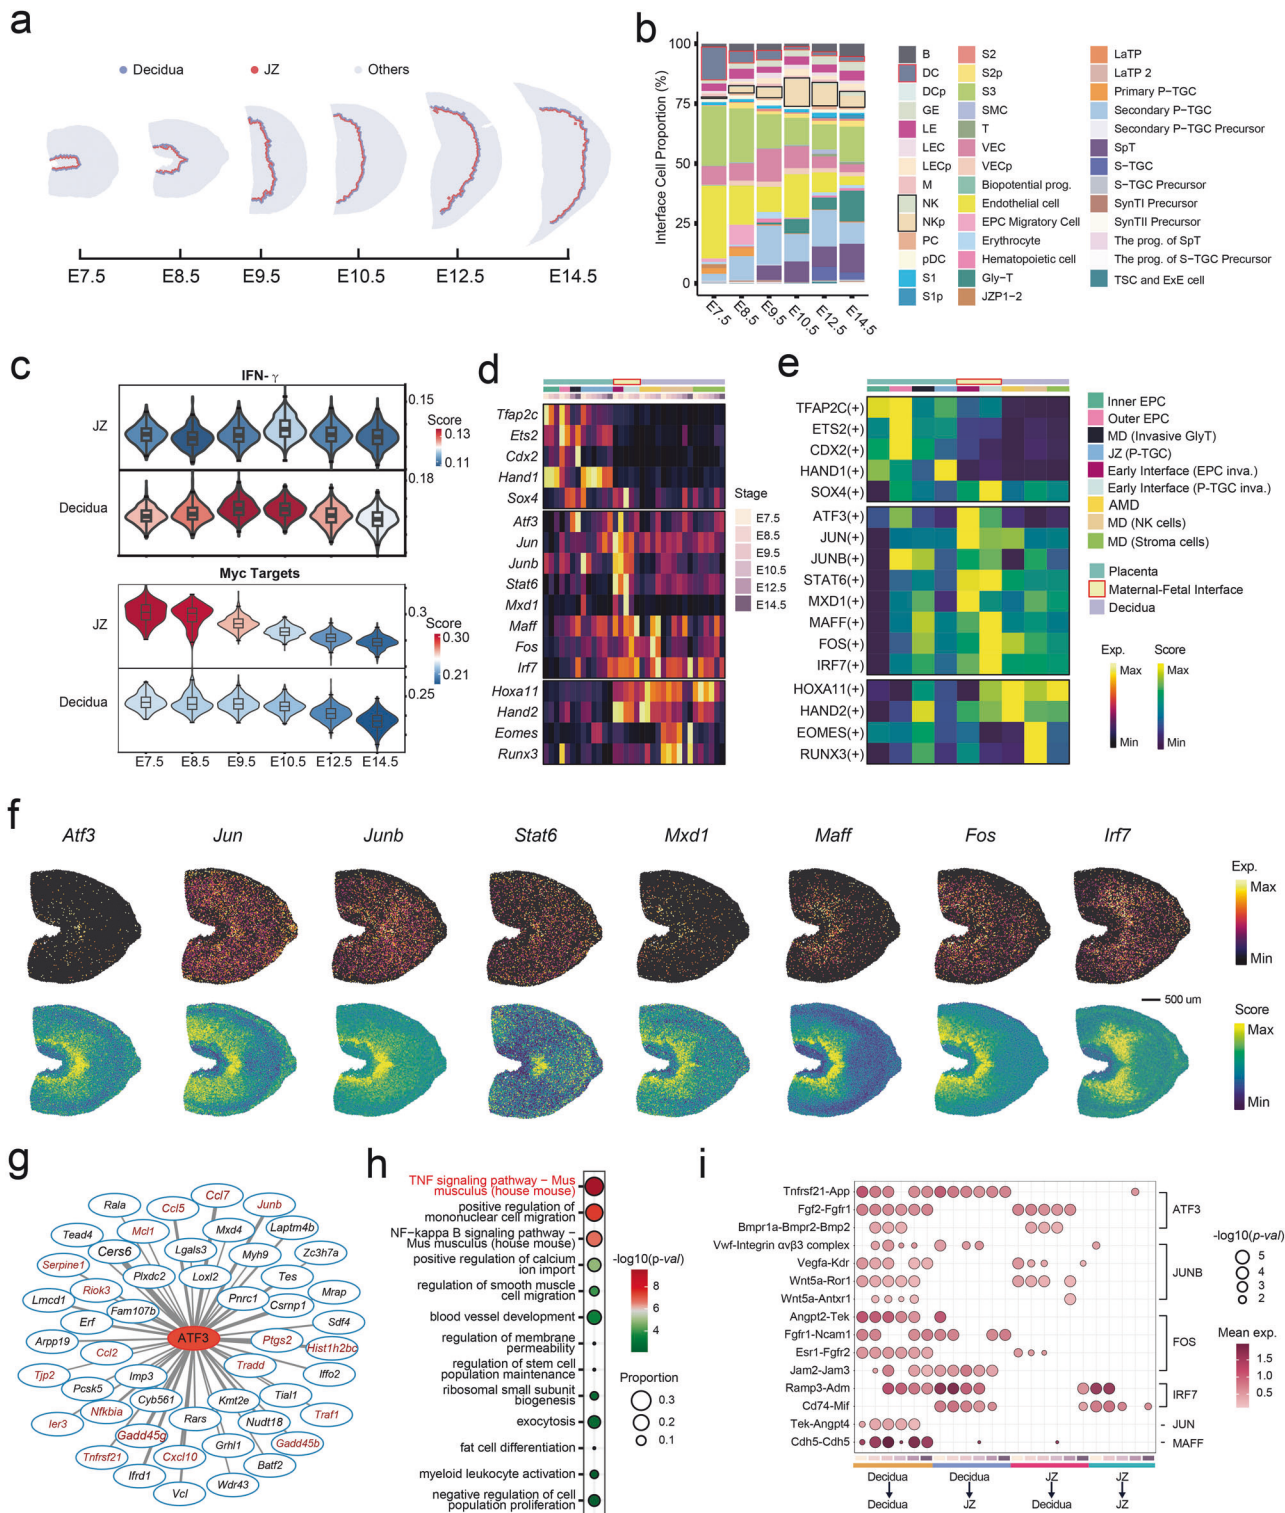 a
Decidua
JZ
Others
E7.5
E8.5
E9.5
E10.5
E12.5
E14.5
b
Interface Cell Proportion (%)
100
75
50
25
0
E7.5
E8.5
E9.5
E10.5
E12.5
E14.5
B
DC
DCp
GE
LE
LEC
LECp
M
NK
NKp
PC
pDC
S1
S1p
S2
S2p
S3
SMC
T
VEC
VECp
Biopotential prog.
Endothelial cell
EPC Migratory Cell
Erythrocyte
Hematopoietic cell
Gly-T
JZP1-2
LaTP
LaTP 2
Primary P-TGC
Secondary P-TGC
Secondary P-TGC Precursor
SpT
S-TGC
S-TGC Precursor
SynTI Precursor
SynTII Precursor
The prog. of SpT
The prog. of S-TGC Precursor
TSC and ExE cell
c
IFN-γ
JZ
Decidua
0.15
0.18
Score
0.13
0.11
Myc Targets
JZ
Decidua
0.3
0.25
Score
0.30
0.21
E7.5
E8.5
E9.5
E10.5
E12.5
E14.5
d
Tfap2c
Ets2
Cdx2
Hand1
Sox4
Atf3
Jun
Junb
Stat6
Mxd1
Maff
Fos
Irf7
Hoxa11
Hand2
Eomes
Runx3
Stage
E7.5
E8.5
E9.5
E10.5
E12.5
E14.5
e
TFAP2C(+)
ETS2(+)
CDX2(+)
HAND1(+)
SOX4(+)
ATF3(+)
JUN(+)
JUNB(+)
STAT6(+)
MXD1(+)
MAFF(+)
FOS(+)
IRF7(+)
HOXA11(+)
HAND2(+)
EOMES(+)
RUNX3(+)
Inner EPC
Outer EPC
MD (Invasive GlyT)
JZ (P-TGC)
Early Interface (EPC inva.)
Early Interface (P-TGC inva.)
AMD
MD (NK cells)
MD (Stroma cells)
Placenta
Maternal-Fetal Interface
Decidua
Exp.
Max
Min
Score
Max
Min
f
Atf3
Jun
Junb
Stat6
Mxd1
Maff
Fos
Irf7
Exp.
Max
Min
500 um
Score
Max
Min
g
Rala
Ccl5
Ccl7
Junb
Tead4
Mcl1
Mxd4
Laptm4b
Cers6
Lgals3
Myh9
Zc3h7a
Serpine1
Plxdc2
Loxl2
Tes
Riok3
Pnrc1
Csrnp1
Mrap
Lmcd1
Fam107b
Erf
Sdf4
ATF3
Arpp19
Ptgs2
Hist1h2bc
Ccl2
Tradd
Iffo2
Tjp2
Imp3
Pcsk5
Cyb561
Kmt2e
Tial1
Nfkbia
Rars
Nudt18
Traf1
Ier3
Gadd45g
Grhl1
Gadd45b
Tnfrsf21
Cxcl10
Batf2
Ifrd1
Wdr43
Vcl
h
TNF signaling pathway − Mus
musculus (house mouse)
positive regulation of
mononuclear cell migration
NF-kappa B signaling pathway −
Mus musculus (house mouse)
positive regulation of calcium
ion import
regulation of smooth muscle
cell migration
blood vessel development
regulation of membrane
permeability
regulation of stem cell
population maintenance
ribosomal small subunit
biogenesis
exocytosis
fat cell differentiation
myeloid leukocyte activation
negative regulation of cell
population proliferation
-log10(p-val)
8
6
4
Proportion
0.3
0.2
0.1
i
Tnfrsf21-App
Fgf2-Fgfr1
Bmpr1a-Bmpr2-Bmp2
Vwf-Integrin αvβ3 complex
Vegfa-Kdr
Wnt5a-Ror1
Wnt5a-Antxr1
Angpt2-Tek
Fgfr1-Ncam1
Esr1-Fgfr2
Jam2-Jam3
Ramp3-Adm
Cd74-Mif
Tek-Angpt4
Cdh5-Cdh5
ATF3
JUNB
FOS
IRF7
JUN
MAFF
Decidua
Decidua
Decidua
JZ
JZ
Decidua
JZ
JZ
-log10(p-val)
5
4
3
2
Mean exp.
1.5
1.0
0.5